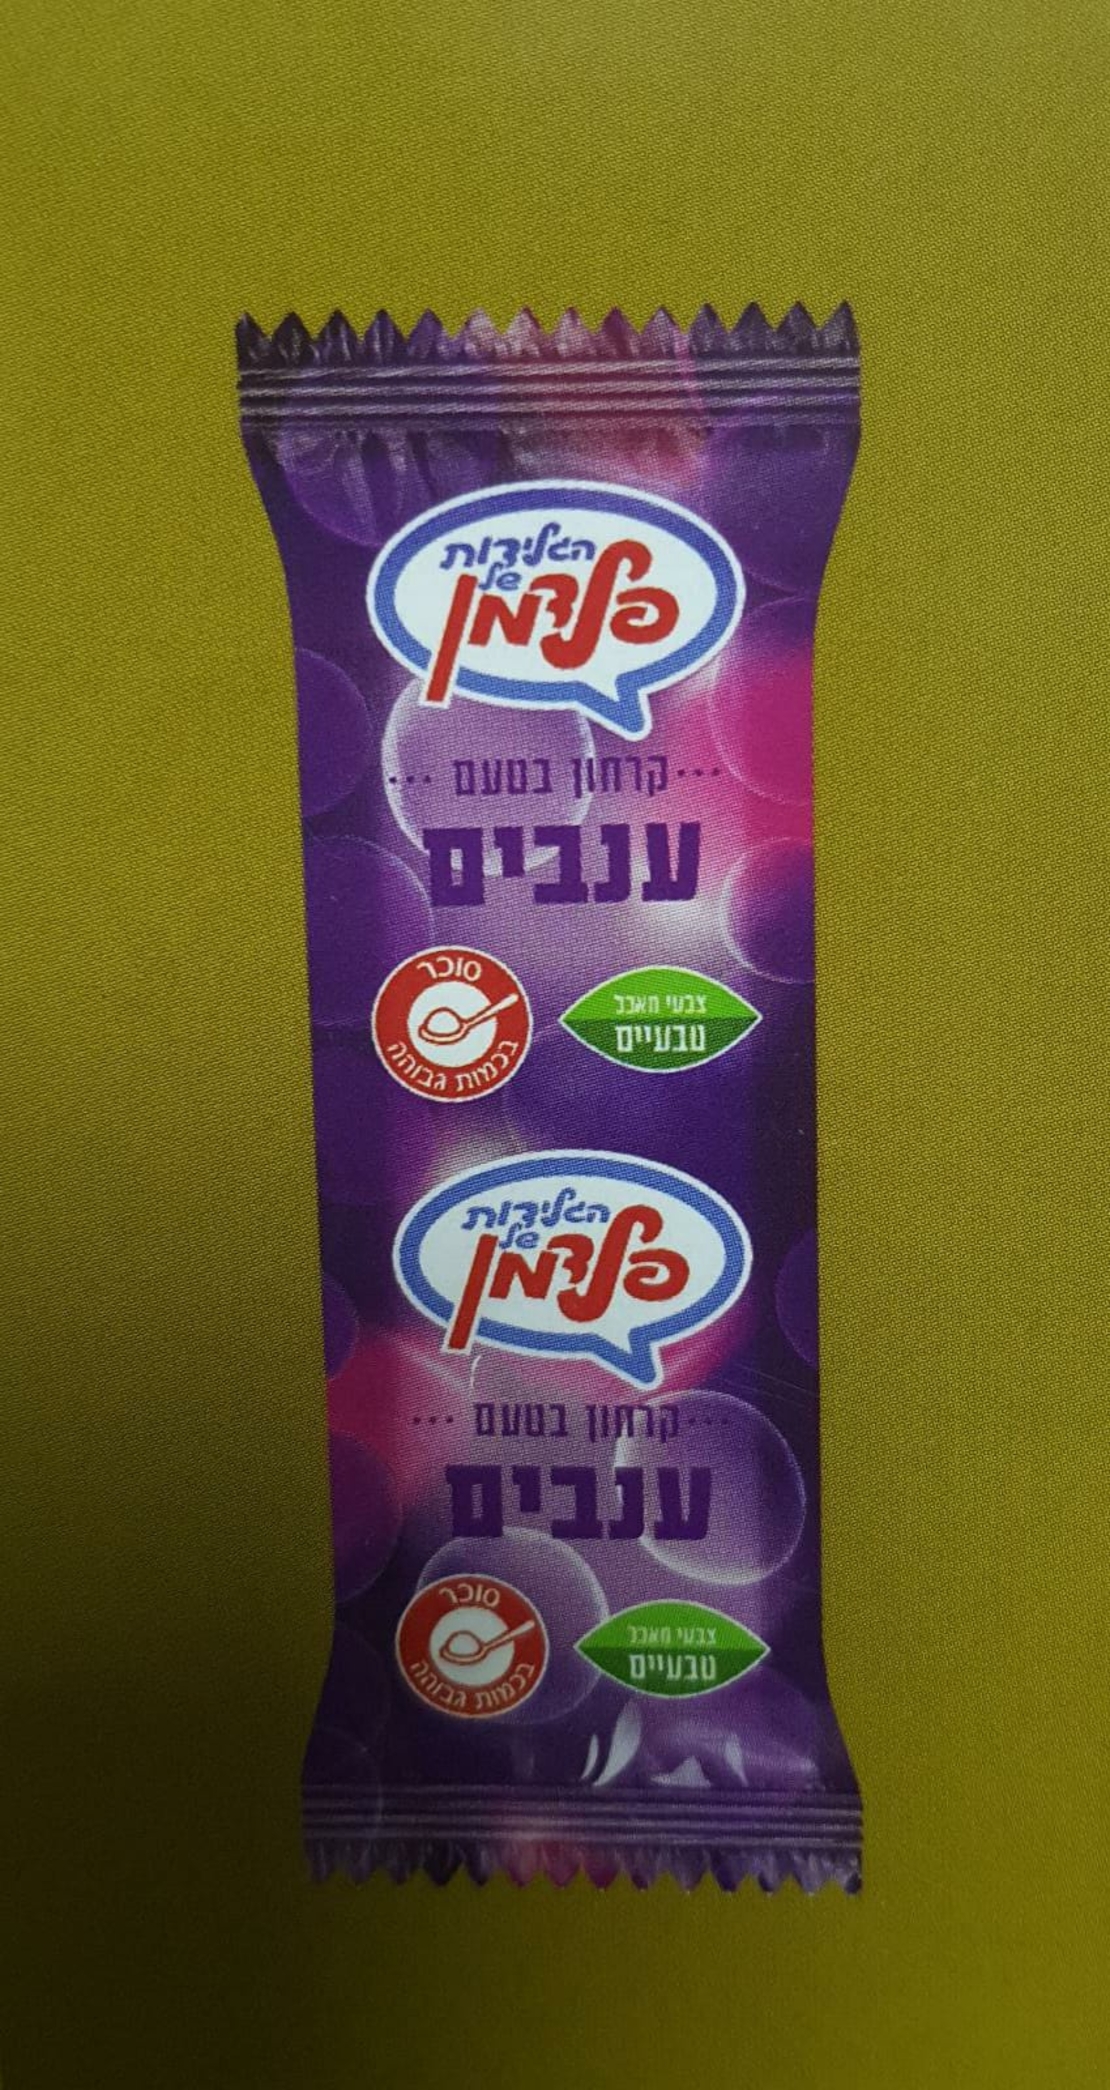 הגלידות
של
פלדמן
קרחון בטעם
ענבים
סוכר
בכמות גבוהה
צבעי מאכל
טבעיים
הגלידות
של
פלדמן
קרחון בטעם
ענבים
סוכר
בכמות גבוהה
צבעי מאכל
טבעיים